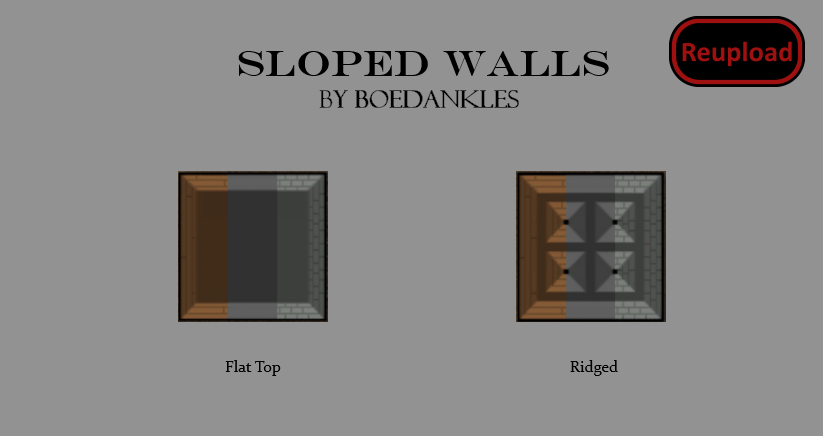 Reupload
SLOPED WALLS
BY BOEDANKLES
Flat Top
Ridged